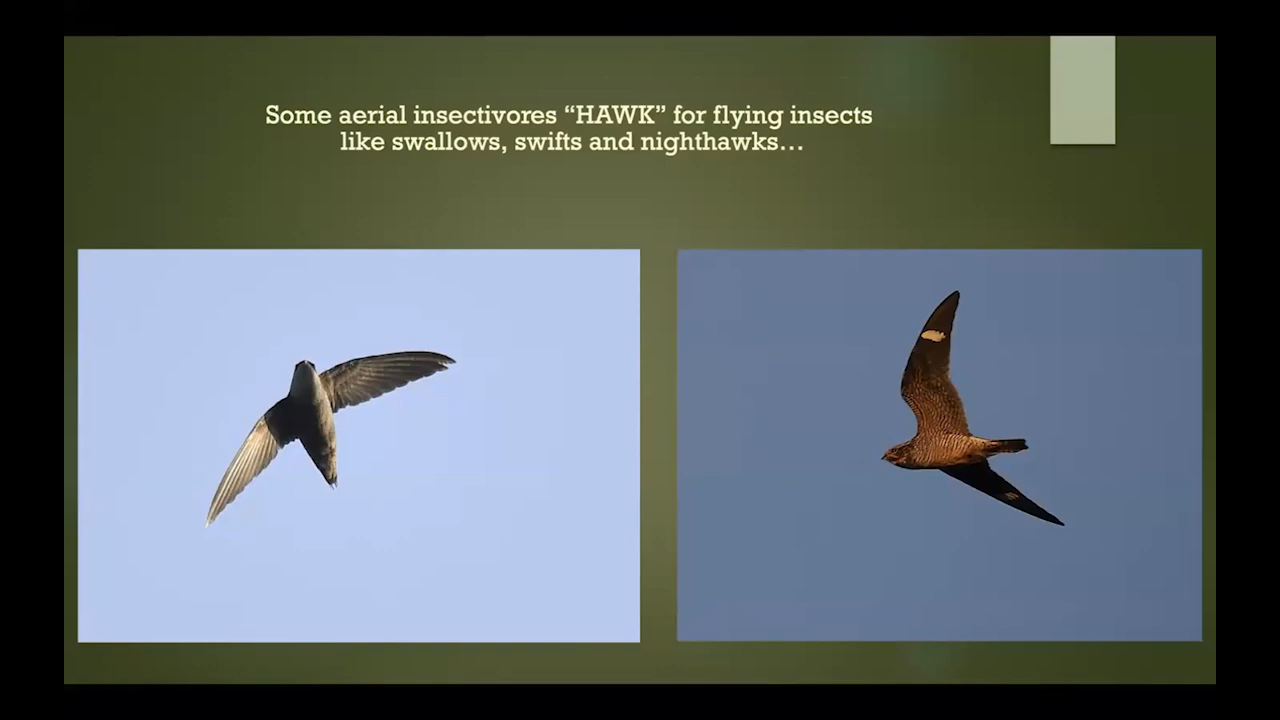 Some aerial insectivores “HAWK” for flying insects
like swallows, swifts and nighthawks…